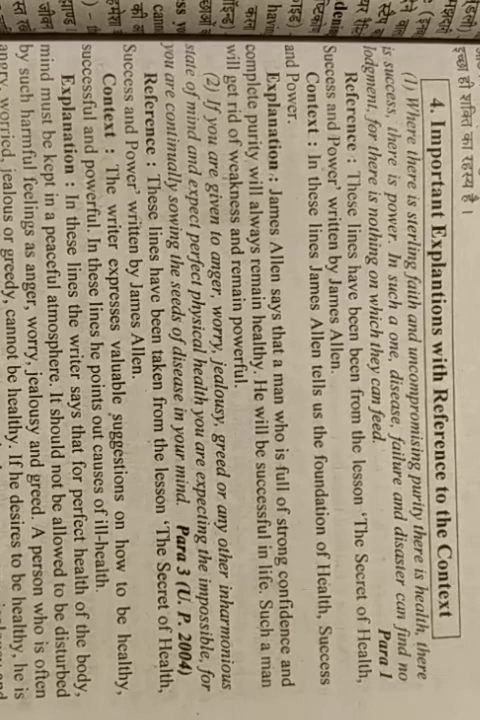 इच्छा ही शक्ति का रहस्य है ।
4. Important Explantions with Reference to the Context
(1) Where there is sterling faith and uncompromising purity there is health, there
is success, there is power. In such a one, disease, failure and disaster can find no
lodgment, for there is nothing on which they can feed. Para 1
Reference : These lines have been been from the lesson ‘The Secret of Health,
Success and Power’ written by James Allen.
Context : In these lines James Allen tells us the foundation of Health, Success
and Power.
Explanation : James Allen says that a man who is full of strong confidence and
complete purity will always remain healthy. He will be successful in life. Such a man
will get rid of weakness and remain powerful.
(2) If you are given to anger, worry, jealousy, greed or any other inharmonious
state of mind and expect perfect physical health you are expecting the impossible, for
you are continually sowing the seeds of disease in your mind. Para 3 (U. P. 2004)
Reference : These lines have been taken from the lesson ‘The Secret of Health,
Success and Power’ written by James Allen.
Context : The writer expresses valuable suggestions on how to be healthy,
successful and powerful. In these lines he points out causes of ill-health.
Explanation : In these lines the writer says that for perfect health of the body,
mind must be kept in a peaceful atmosphere. It should not be allowed to be disturbed
by such harmful feelings as anger, worry, jealousy and greed. A person who is often
angry, worried, jealous or greedy, cannot be healthy. If he desires to be healthy, he is